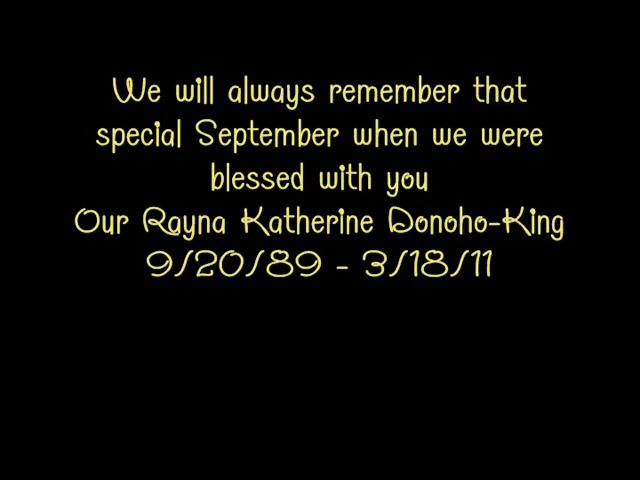 We will always remember that
special September when we were
blessed with you
Our Rayna Katherine Donoho-King
9/20/89 - 3/18/11